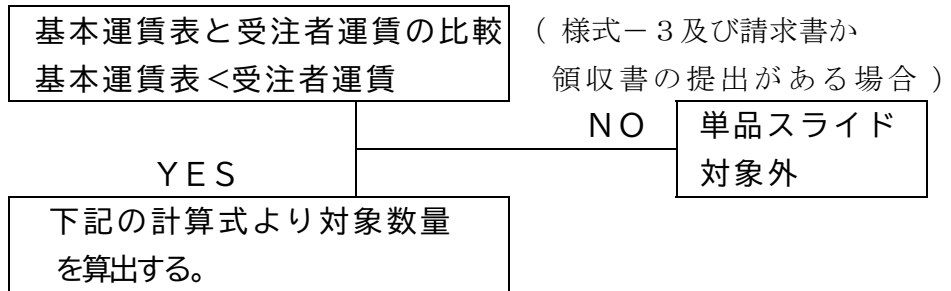 基本運賃表と受注者運賃の比較
基本運賃表<受注者運賃
（ 様式－３及び請求書か
領収書の提出がある場合 ）
ＮＯ
単品スライド
対象外
ＹＥＳ
下記の計算式より対象数量
を算出する。